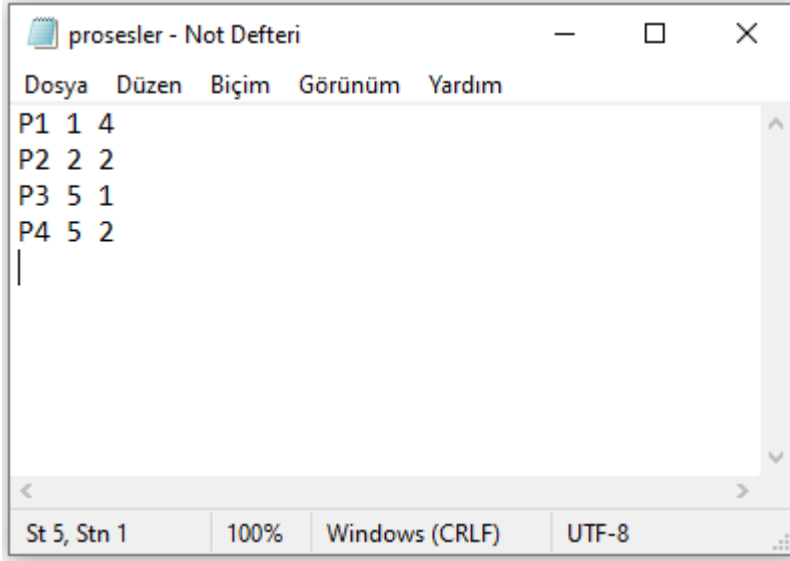 prosesler - Not Defteri
Dosya Düzen Biçim Görünüm Yardım
P1 1 4
P2 2 2
P3 5 1
P4 5 2
St 5, Stn 1 100% Windows (CRLF) UTF-8